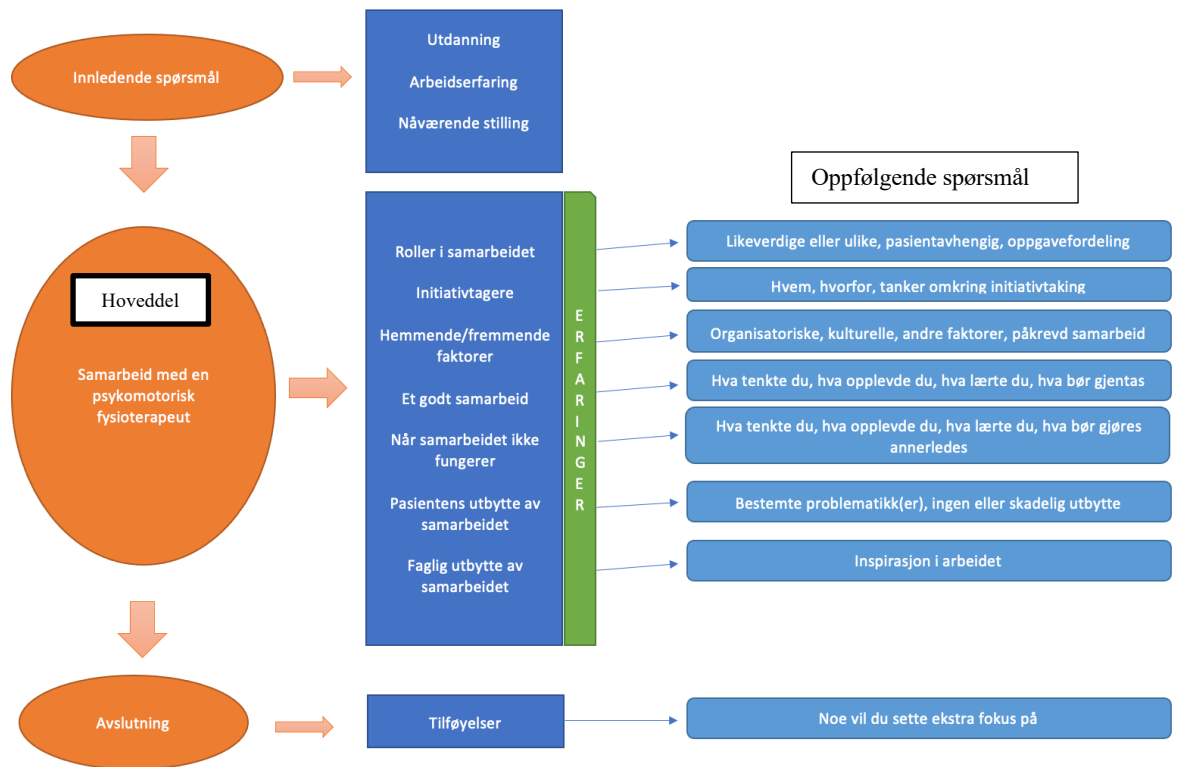 Innledende spørsmål
Utdanning
Arbeidserfaring
Nåværende stilling
Oppfølgende spørsmål
Hoveddel
Samarbeid med en
psykomotorisk
fysioterapeut
Roller i samarbeidet
Initiativtagere
Hemmende/fremmende
faktorer
Et godt samarbeid
Når samarbeidet ikke
fungerer
Pasientens utbytte av
samarbeidet
Faglig utbytte av
samarbeidet
E
R
F
A
R
I
N
G
E
R
Likeverdige eller ulike, pasientavhengig, oppgavefordeling
Hvem, hvorfor, tanker omkring initiativtaking
Organisatoriske, kulturelle, andre faktorer, påkrevd samarbeid
Hva tenkte du, hva opplevde du, hva lærte du, hva bør gjentas
Hva tenkte du, hva opplevde du, hva lærte du, hva bør gjøres
annerledes
Bestemte problematikk(er), ingen eller skadelig utbytte
Inspirasjon i arbeidet
Avslutning
Tilføyelser
Noe vil du sette ekstra fokus på